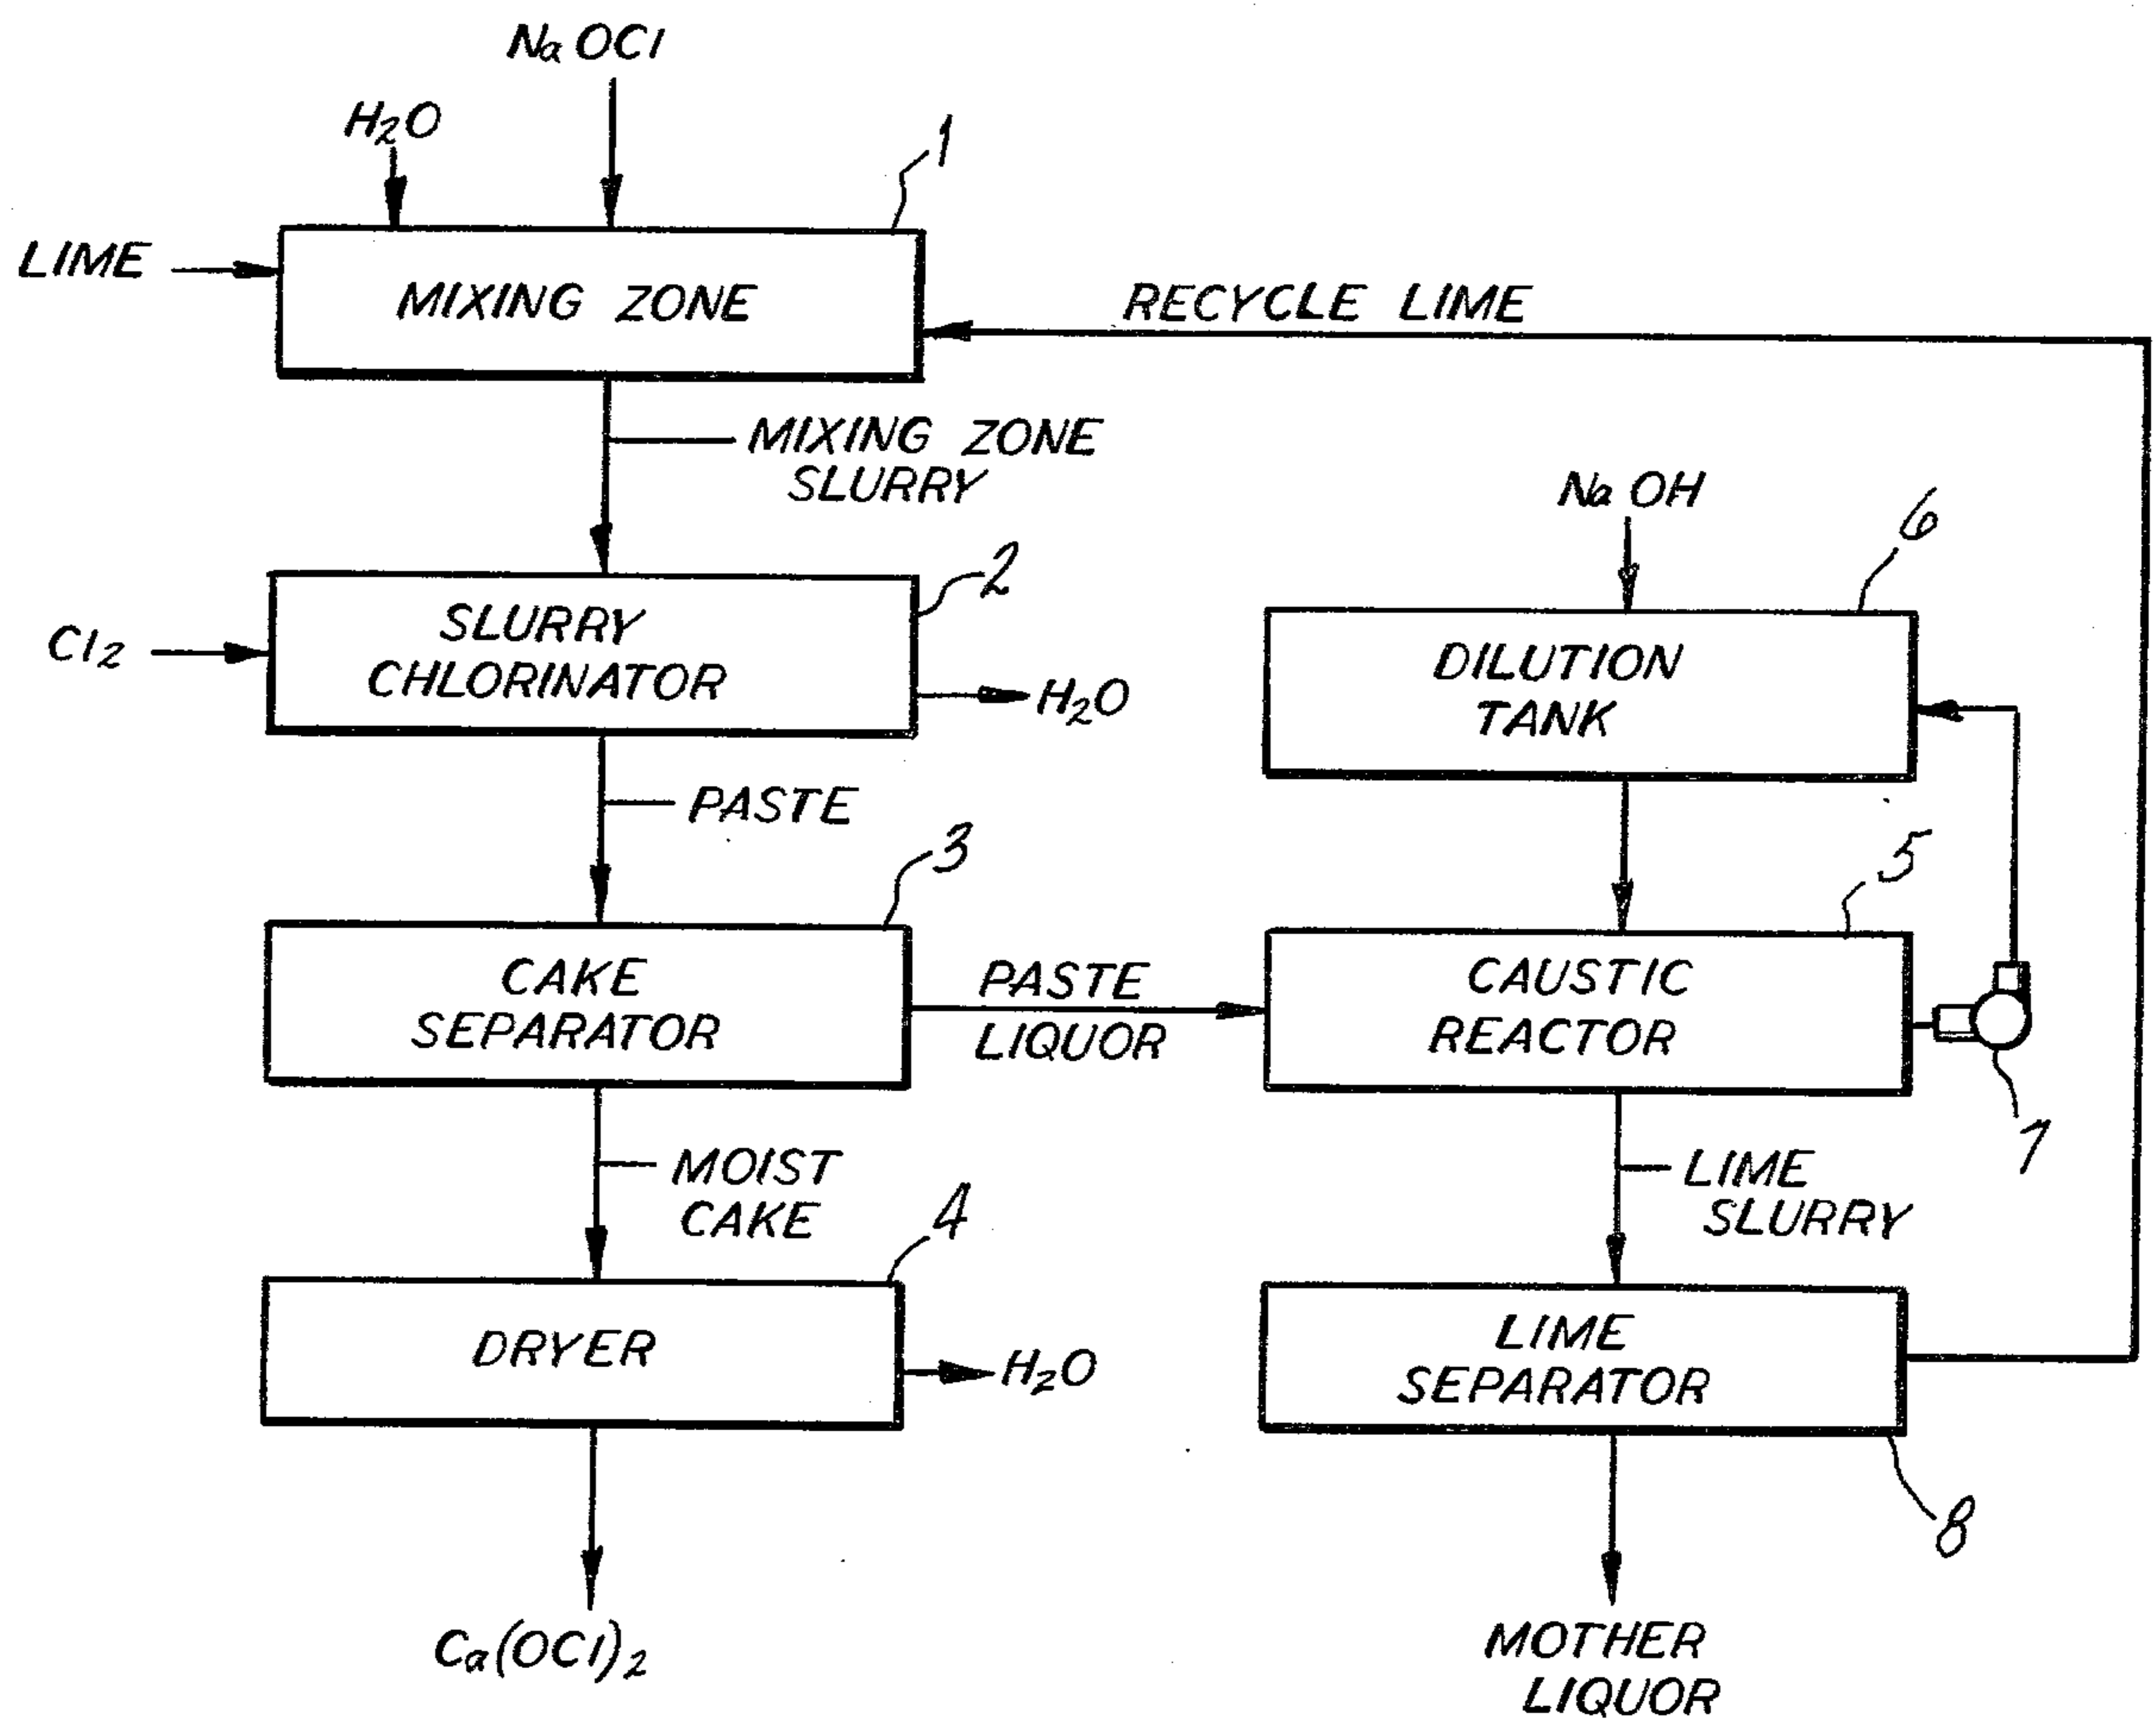 NaOCl
H2O
1
LIME
MIXING ZONE
RECYCLE LIME
MIXING ZONE
SLURRY
NaOH
6
2
Cl2
SLURRY
CHLORINATOR
H2O
DILUTION
TANK
PASTE
3
5
CAKE
SEPARATOR
PASTE
LIQUOR
CAUSTIC
REACTOR
7
MOIST
CAKE
LIME
SLURRY
4
DRYER
H2O
LIME
SEPARATOR
8
Ca(OCl)2
MOTHER
LIQUOR